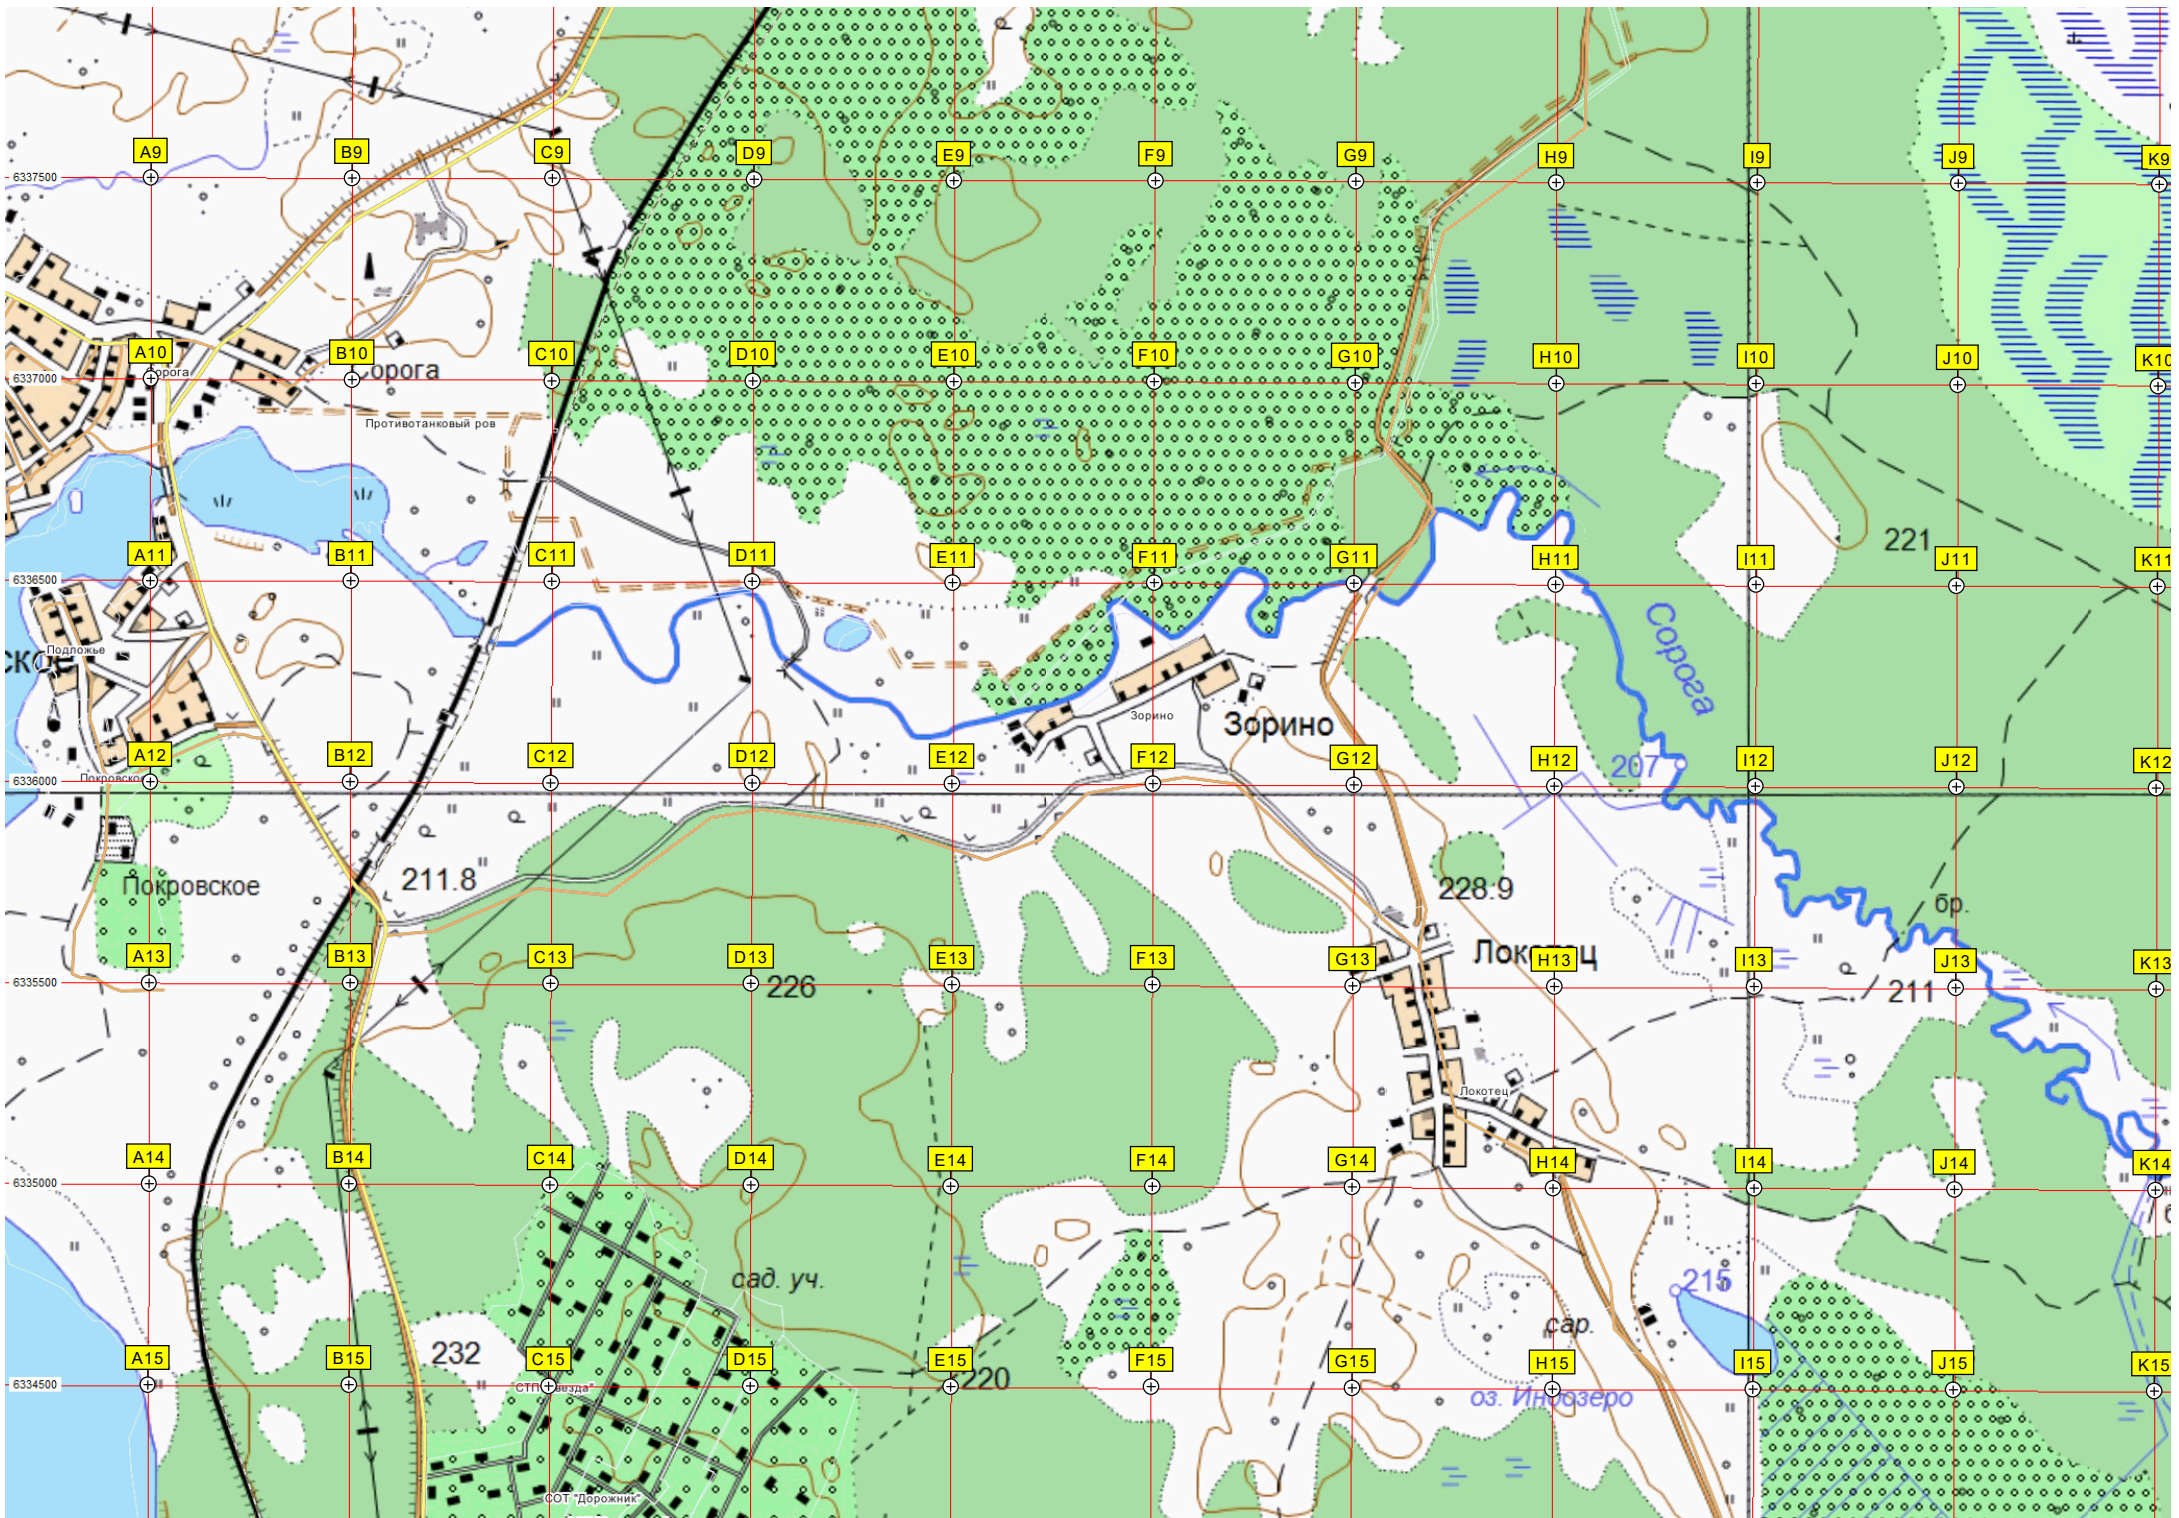 A9 B9 C9 D9 E9 F9 G9 H9 I9 J9 K9
6337500
A10 B10 C10 D10 E10 F10 G10 H10 I10 J10 K10
6337000
Противотанковый ров
221
A11 B11 C11 D11 E11 F11 G11 H11 I11 J11 K11
6336500
Сорога
Подложье
Зорино
Зорино
A12 B12 C12 D12 E12 F12 G12 H12 I12 J12 K12
207
6336000
211.8
Покровское
228.9
бр.
A13 B13 C13 D13 E13 F13 G13 H13 I13 J13 K13
6335500
226
211
Локотец
A14 B14 C14 D14 E14 F14 G14 H14 I14 J14 K14
6335000
сад. уч.
215
сар.
232
A15 B15 C15 D15 E15 F15 G15 H15 I15 J15 K15
6334500
220
оз.
СОТ "Дорожник"